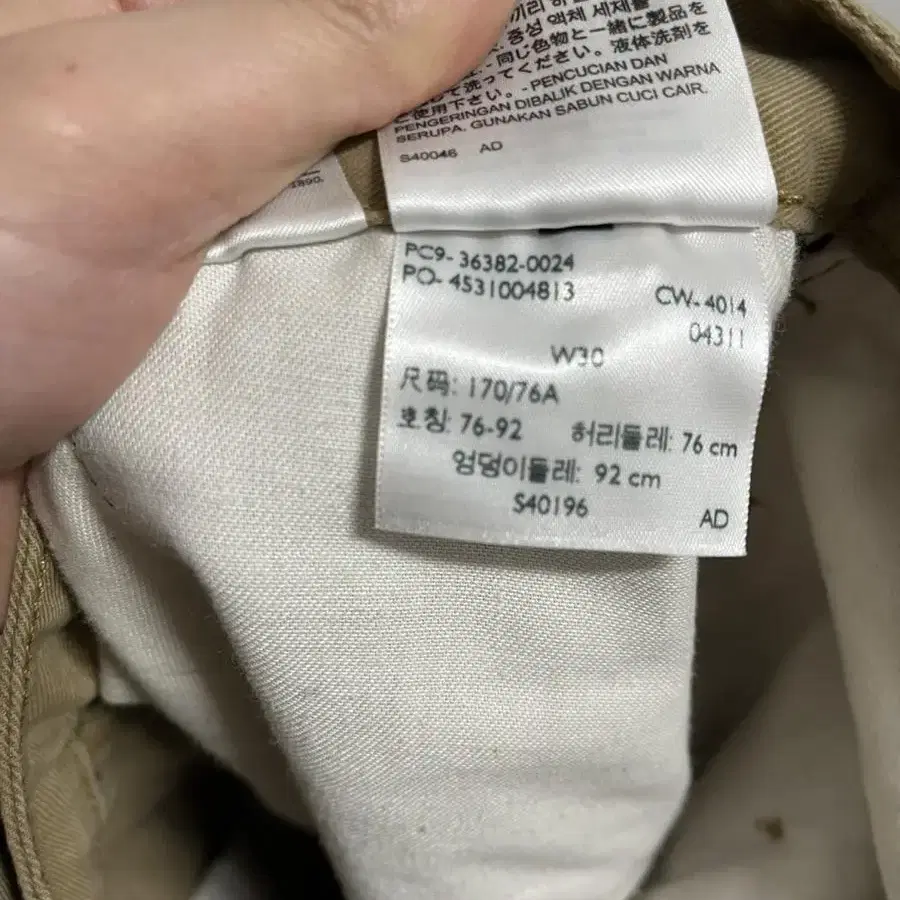 중성 액체 세제를
同じ色物と一緒に製品を
洗ってください。液体洗剤を
ご使用下さい。- PENCUCIAN DAN
PENGERINGAN DIBALIK DENGAN WARNA
SERUPA. GUNAKAN SABUN CUCI CAIR.
S40046 AD
PC9- 36382-0024
PO- 4531004813
CW- 4014
04311
W30
尺码: 170/76A
호칭: 76-92 허리둘레: 76 cm
엉덩이둘레: 92 cm
S40196
AD